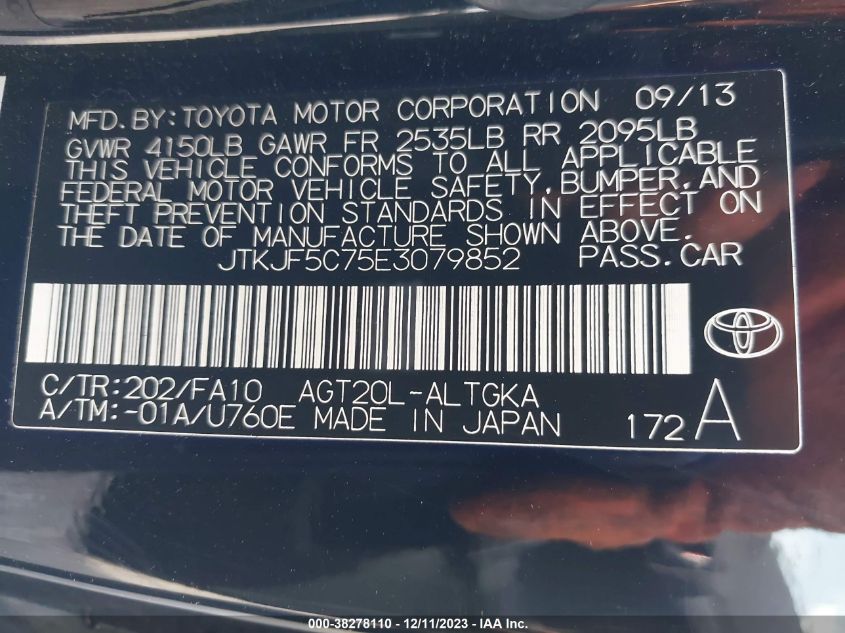 MFD.BY:TOYOTA MOTOR CORPORATION 09/13
GVWR 4150LB GAWR FR 2535LB RR 2095LB
THIS VEHICLE CONFORMS TO ALL APPLICABLE
FEDERAL MOTOR VEHICLE SAFETY,BUMPER,AND
THEFT PREVENTION STANDARDS IN EFFECT ON
THE DATE OF MANUFACTURE SHOWN ABOVE.
JTKJF5C75E3079852 PASS.CAR
C/TR:202/FA10 AGT20L-ALTGKA
A/TM:-01A/U760E MADE IN JAPAN 172 A
000-38278110 - 12/11/2023 - IAA Inc.